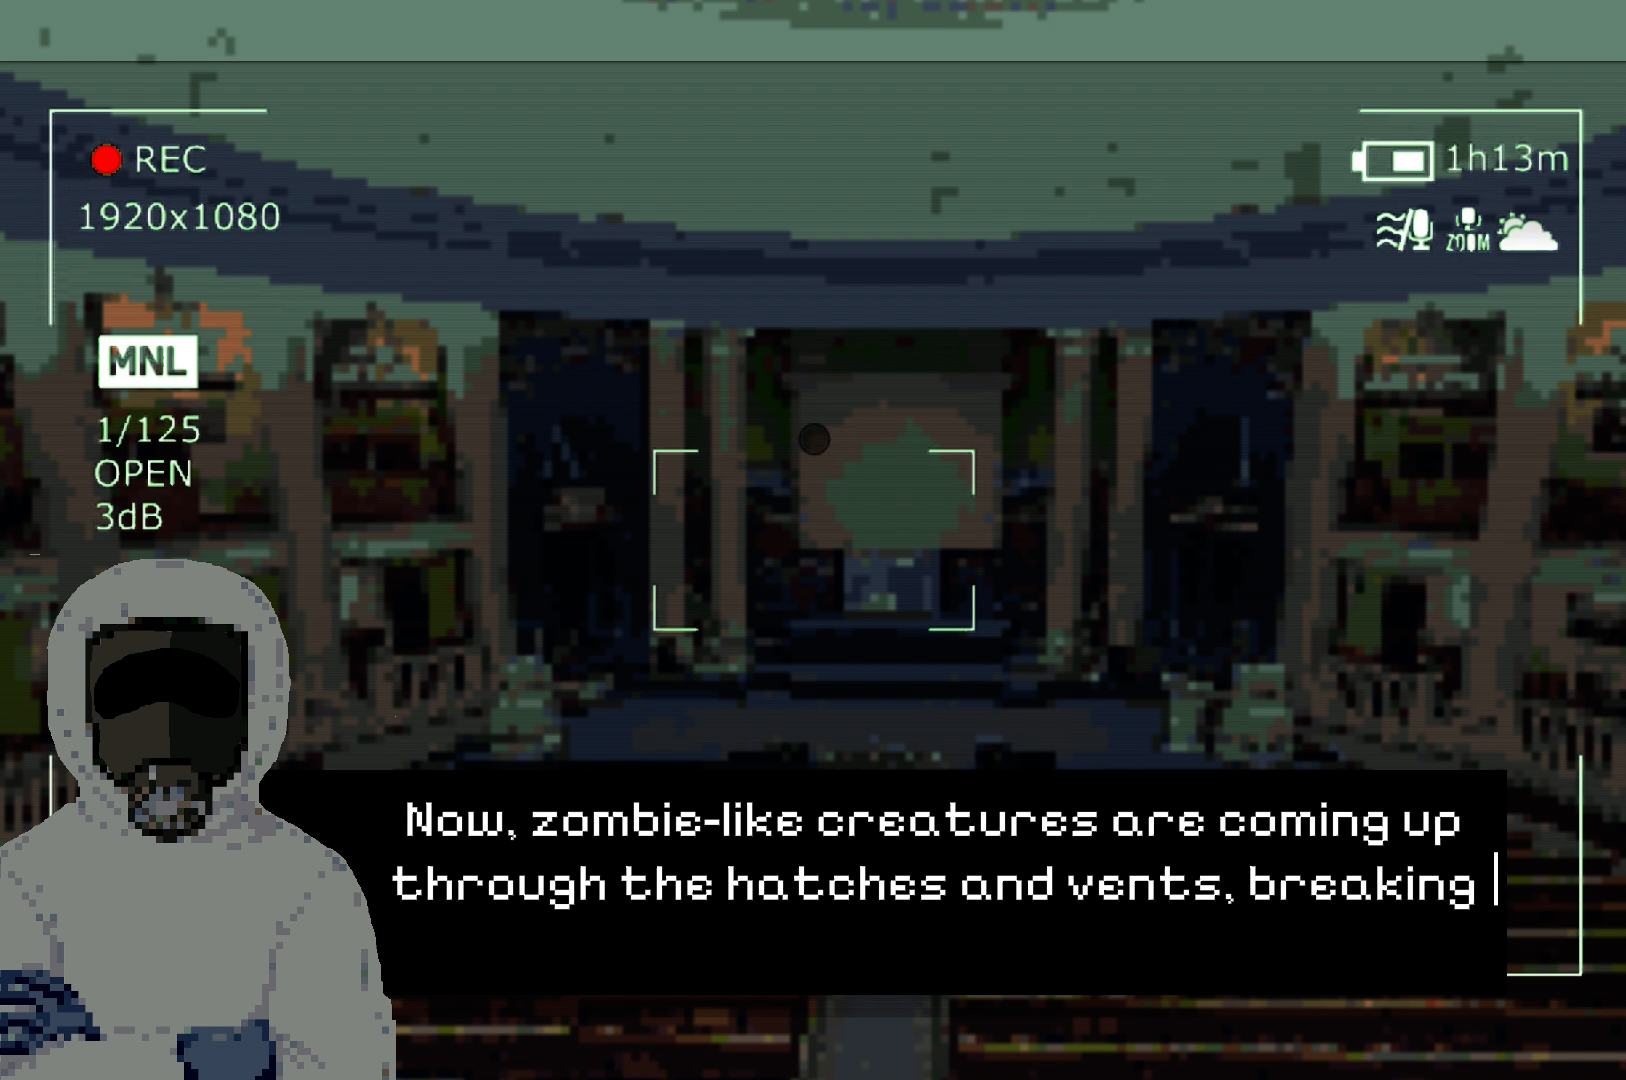 REC
1920x1080
1h13m
ZOOM
MNL
1/125
OPEN
3dB
Now, zombie-like creatures are coming up
through the hatches and vents, breaking